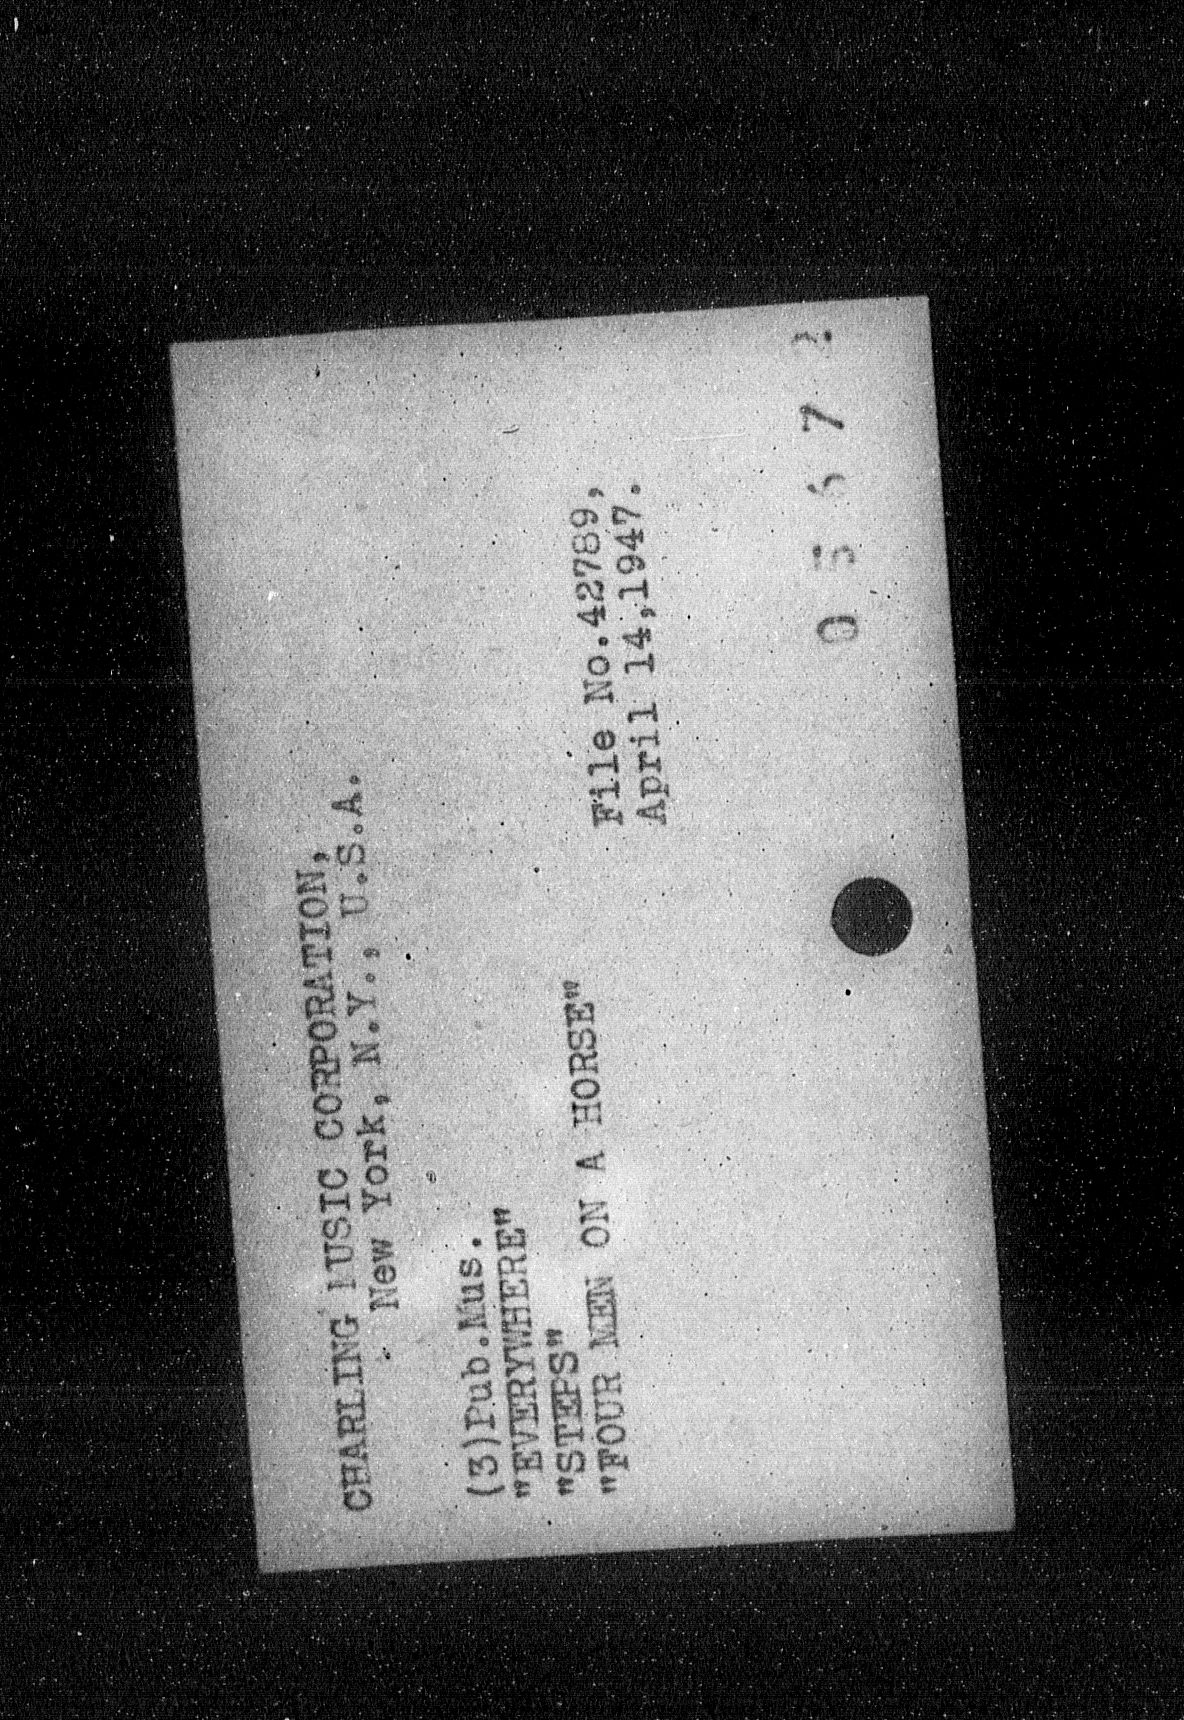 CHARLING MUSIC CORPORATION,
New York, N.Y., U.S.A.
(3)Pub.Mus.
"EVERYWHERE"
"STEPS"
"FOUR MEN ON A HORSE"
File No.42789,
April 14,1947.